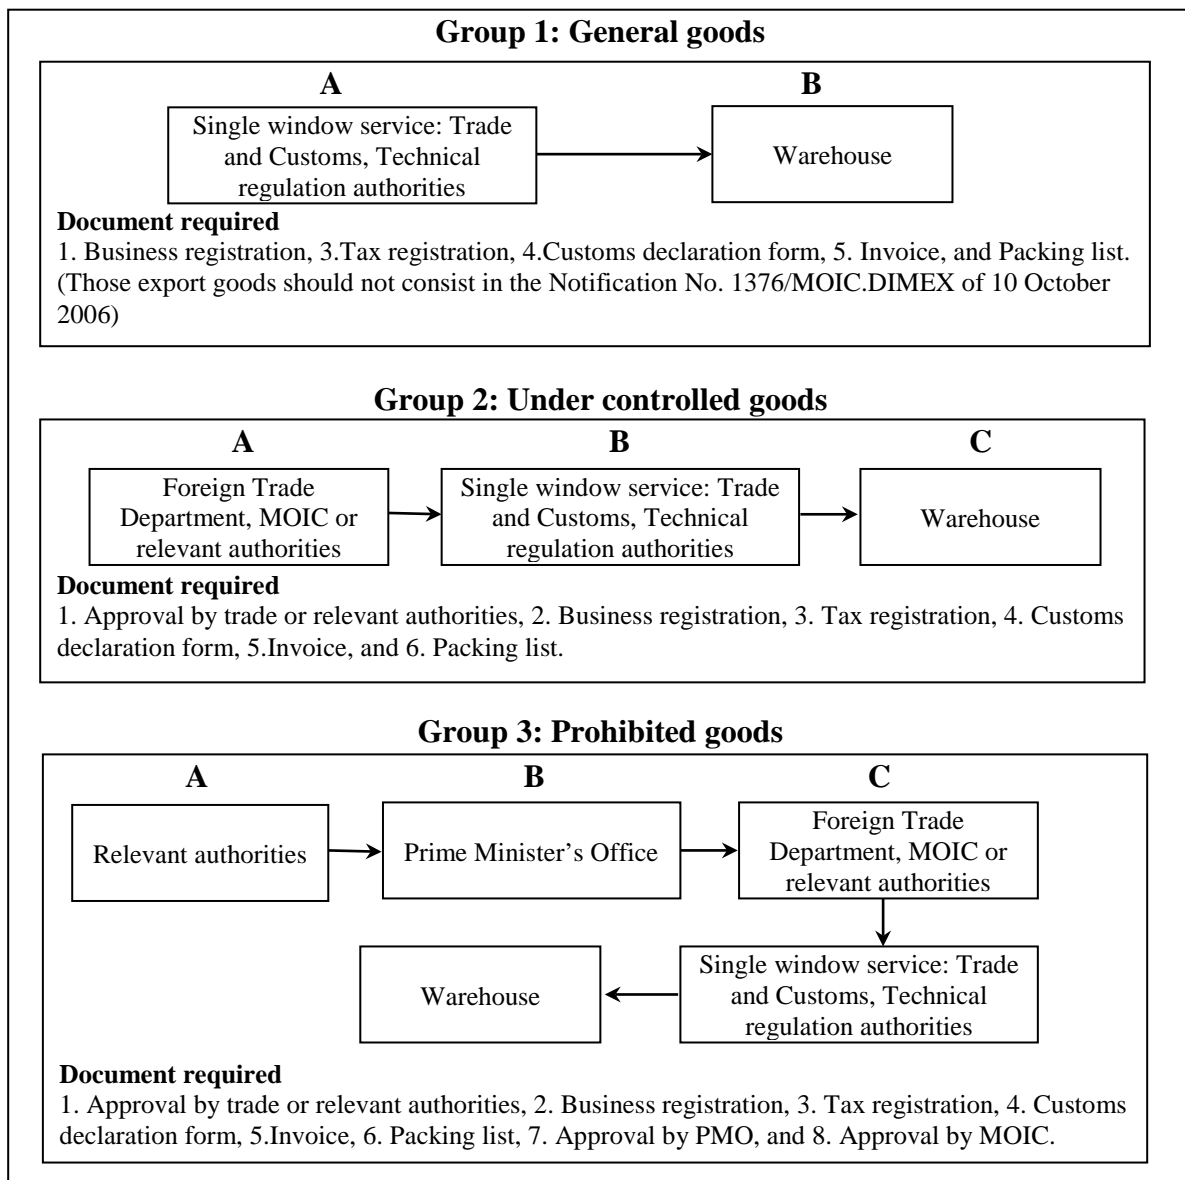 Group 1: General goods
A
B
Single window service: Trade
and Customs, Technical
regulation authorities
Warehouse
Document required
1. Business registration, 3.Tax registration, 4.Customs declaration form, 5. Invoice, and Packing list.
(Those export goods should not consist in the Notification No. 1376/MOIC.DIMEX of 10 October
2006)
Group 2: Under controlled goods
A
B
C
Foreign Trade
Department, MOIC or
relevant authorities
Single window service: Trade
and Customs, Technical
regulation authorities
Warehouse
Document required
1. Approval by trade or relevant authorities, 2. Business registration, 3. Tax registration, 4. Customs
declaration form, 5.Invoice, and 6. Packing list.
Group 3: Prohibited goods
A
B
C
Relevant authorities
Prime Minister’s Office
Foreign Trade
Department, MOIC or
relevant authorities
Warehouse
Single window service: Trade
and Customs, Technical
regulation authorities
Document required
1. Approval by trade or relevant authorities, 2. Business registration, 3. Tax registration, 4. Customs
declaration form, 5.Invoice, 6. Packing list, 7. Approval by PMO, and 8. Approval by MOIC.